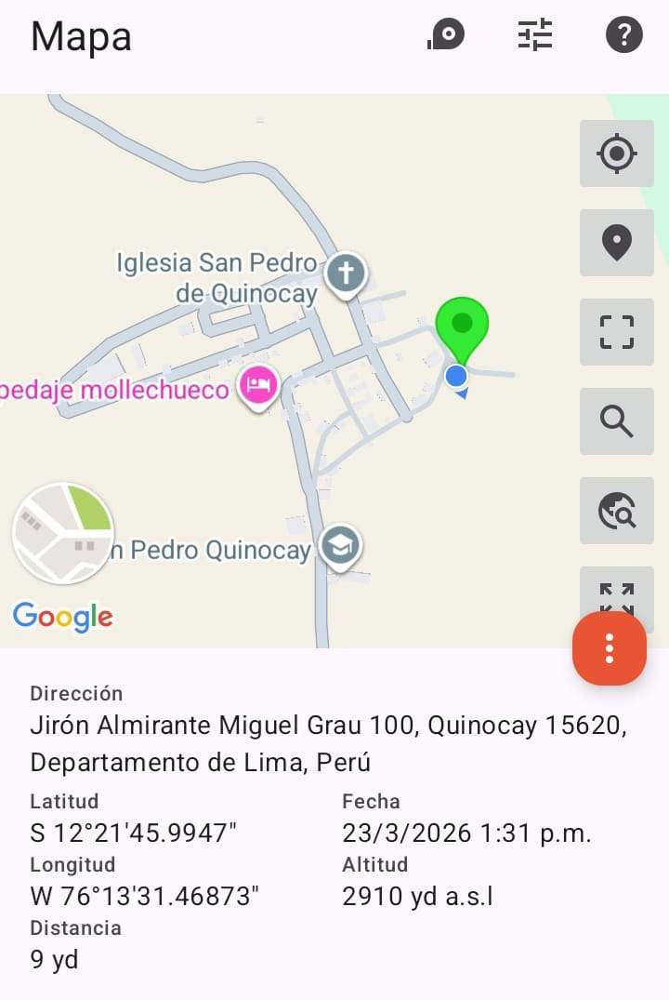 Mapa
Iglesia San Pedro
de Quinocay
pedaje mollechueco
n Pedro Quinocay
Google
Dirección
Jirón Almirante Miguel Grau 100, Quinocay 15620,
Departamento de Lima, Perú
Latitud
S 12°21'45.9947"
Fecha
23/3/2026 1:31 p.m.
Longitud
W 76°13'31.46873"
Altitud
2910 yd a.s.l
Distancia
9 yd